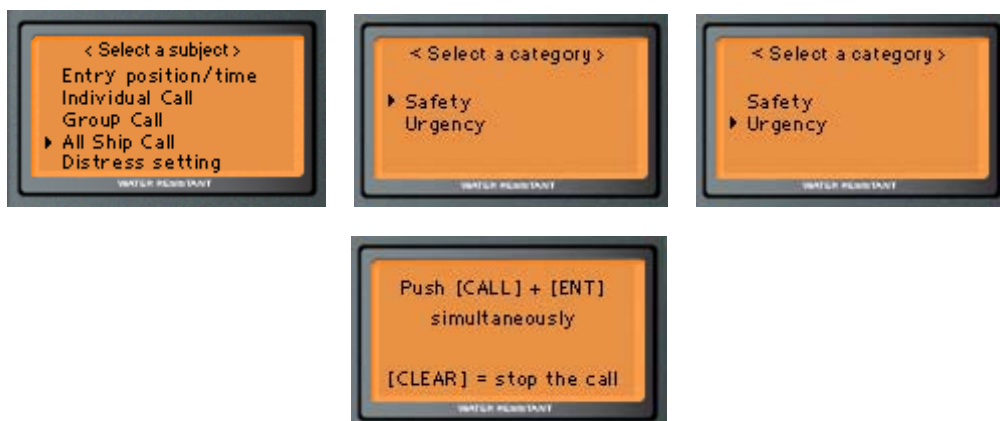 < Select a subject >
Entry position/time
Individual Call
Group Call
All Ship Call
Distress setting
WATER RESISTANT
< Select a category >
Safety
Urgency
WATER RESISTANT
< Select a category >
Safety
Urgency
WATER RESISTANT
Push [CALL] + [ENT]
simultaneously
[CLEAR] = stop the call
WATER RESISTANT